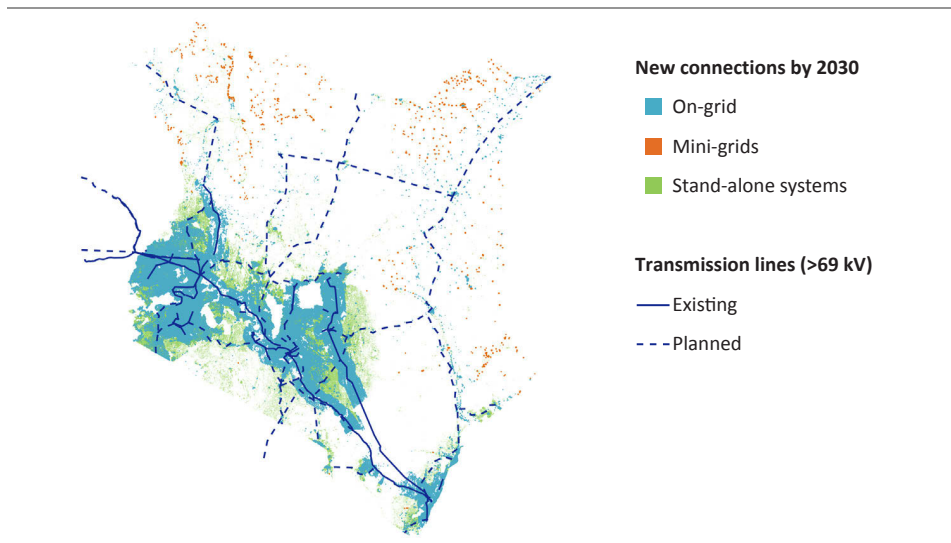 New connections by 2030
On-grid
Mini-grids
Stand-alone systems
Transmission lines (>69 kV)
Existing
Planned